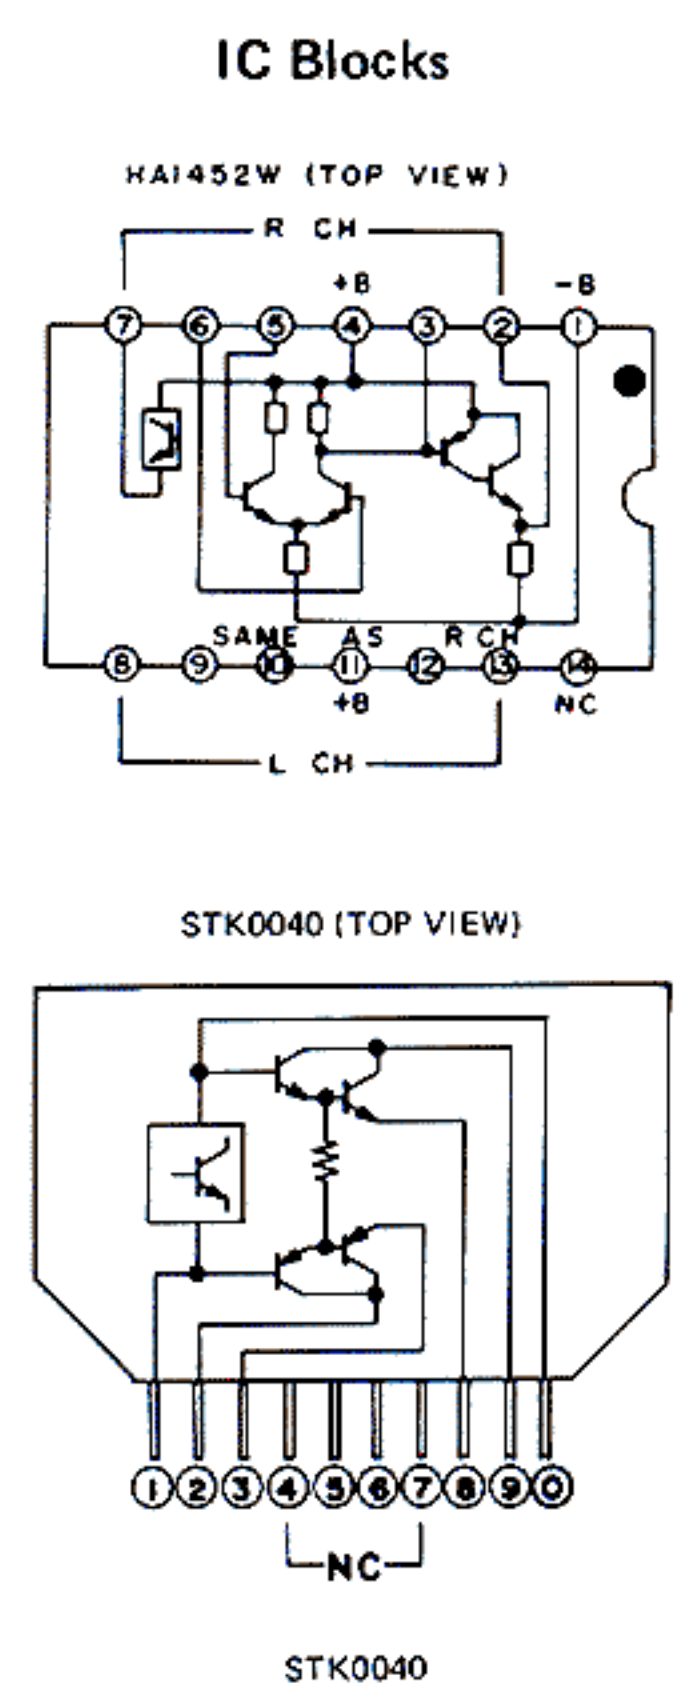 IC Blocks
HA1452W (TOP VIEW)
R CH
+B -B
7 6 5 4 3 2 1
SAME AS R CH
8 9 10 11 12 13 14
+B NC
L CH
STK0040 (TOP VIEW)
1 2 3 4 5 6 7 8 9 0
NC
STK0040